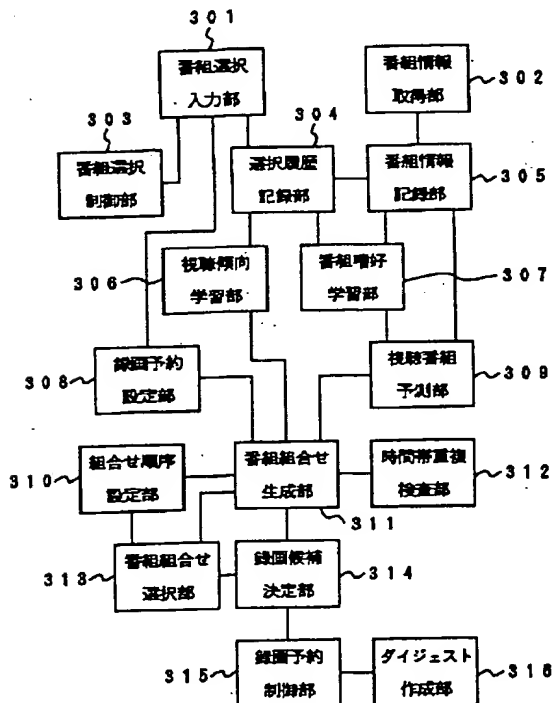 301
番組選択
入力部
番組情報
取得部
302
303
304
番組選択
制御部
選択履歴
記録部
番組情報
記録部
305
306
視聴傾向
学習部
番組嗜好
学習部
307
308
録画予約
設定部
視聴番組
予測部
309
310
組合せ順序
設定部
番組組合せ
生成部
時間帯重複
検査部
312
311
313
番組組合せ
選択部
録画候補
決定部
314
315
録画予約
制御部
ダイジェスト
作成部
316